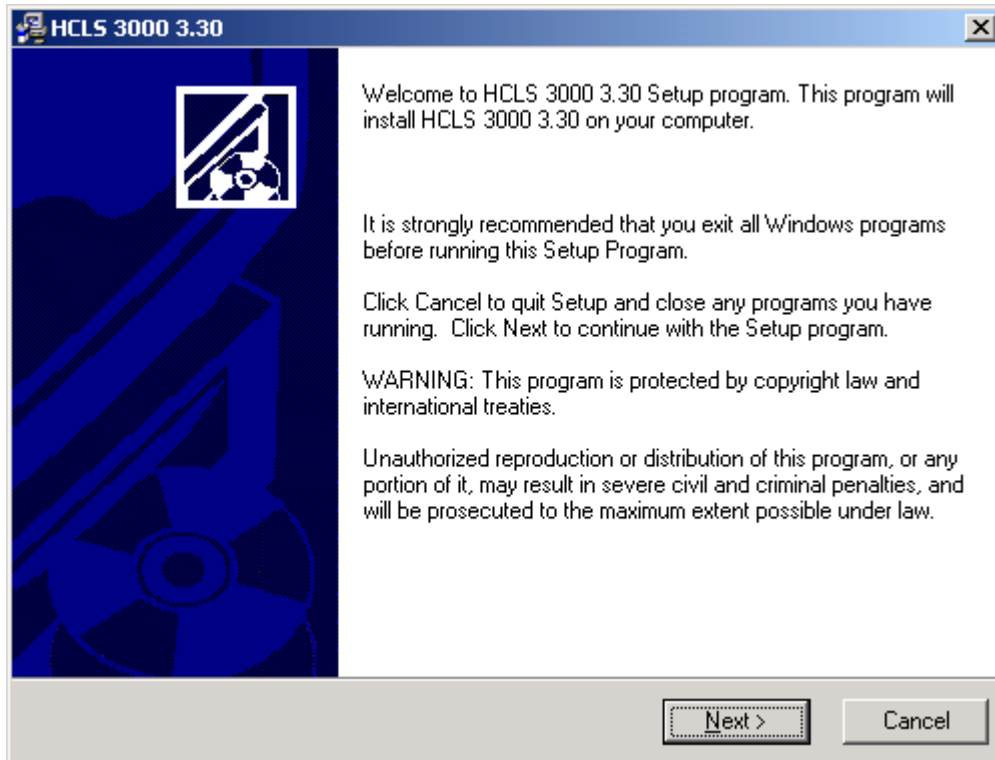 HCLS 3000 3.30
Welcome to HCLS 3000 3.30 Setup program. This program will
install HCLS 3000 3.30 on your computer.
It is strongly recommended that you exit all Windows programs
before running this Setup Program.
Click Cancel to quit Setup and close any programs you have
running. Click Next to continue with the Setup program.
WARNING: This program is protected by copyright law and
international treaties.
Unauthorized reproduction or distribution of this program, or any
portion of it, may result in severe civil and criminal penalties, and
will be prosecuted to the maximum extent possible under law.
Next >
Cancel